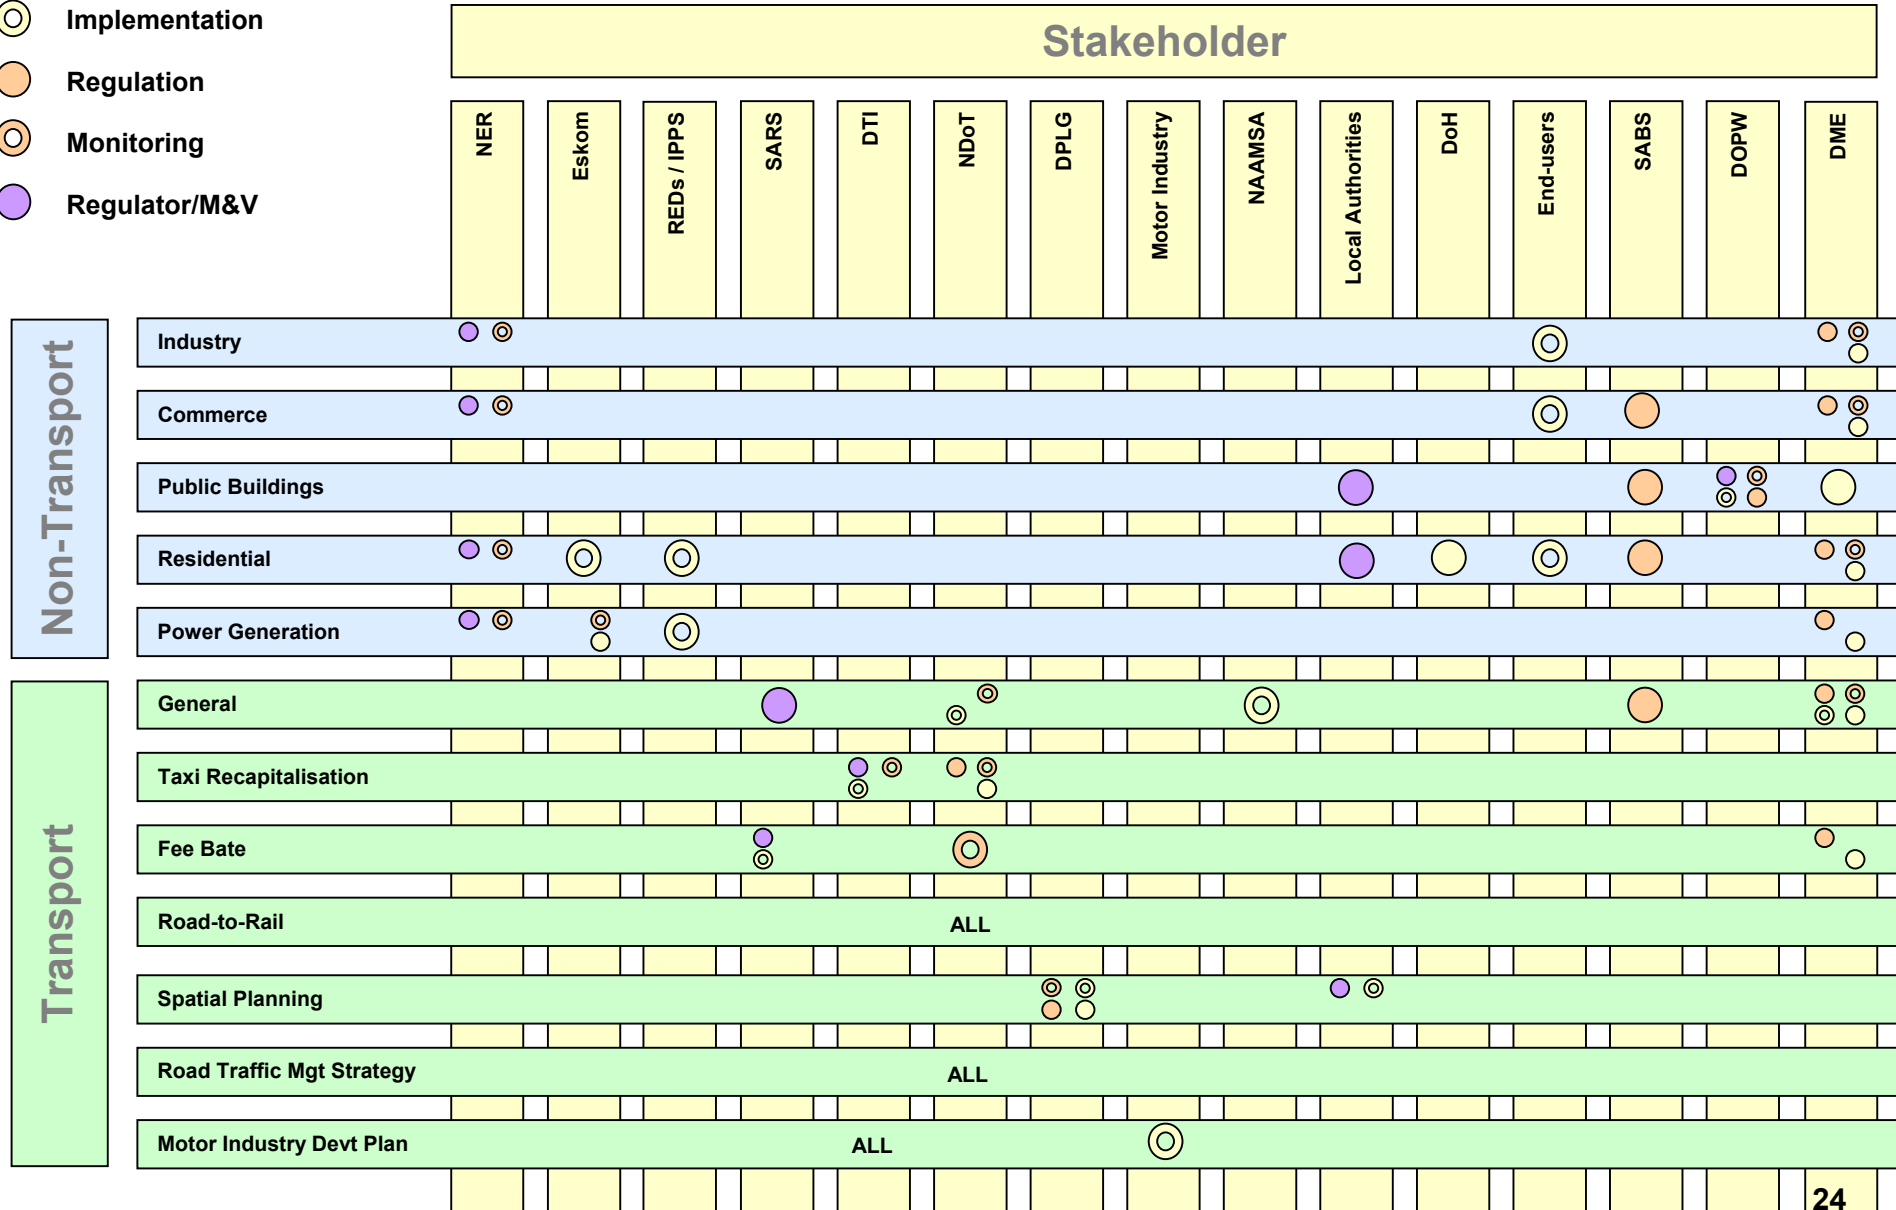 Implementation
Regulation
Monitoring
Regulator/M&V
Stakeholder
NER
Eskom
REDs / IPPS
SARS
DTI
NDoT
DPLG
Motor Industry
NAAMSA
Local Authorities
DoH
End-users
SABS
DOPW
DME
Non-Transport
Industry
Commerce
Public Buildings
Residential
Power Generation
Transport
General
Taxi Recapitalisation
Fee Bate
Road-to-Rail ALL
Spatial Planning
Road Traffic Mgt Strategy ALL
Motor Industry Devt Plan ALL
24